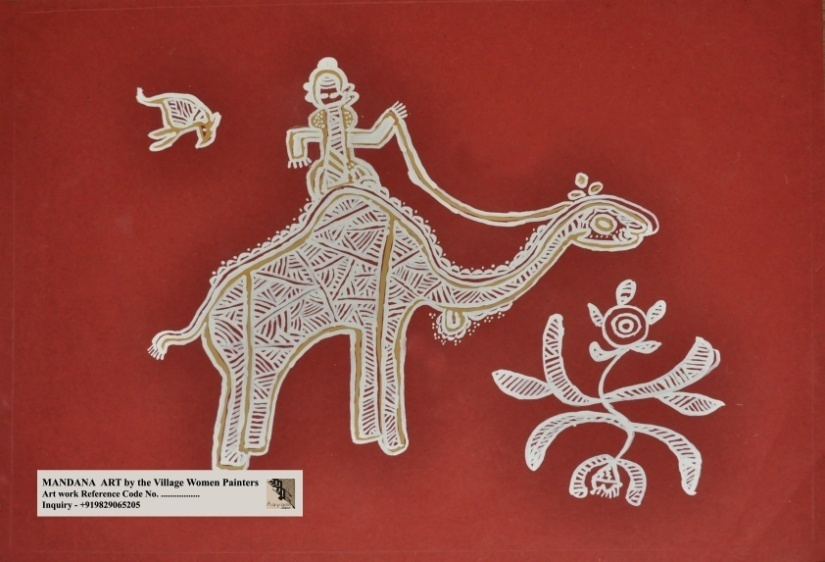 MANDANA ART by the Village Women Painters
Art work Reference Code No. .................
Inquiry - +919829065205